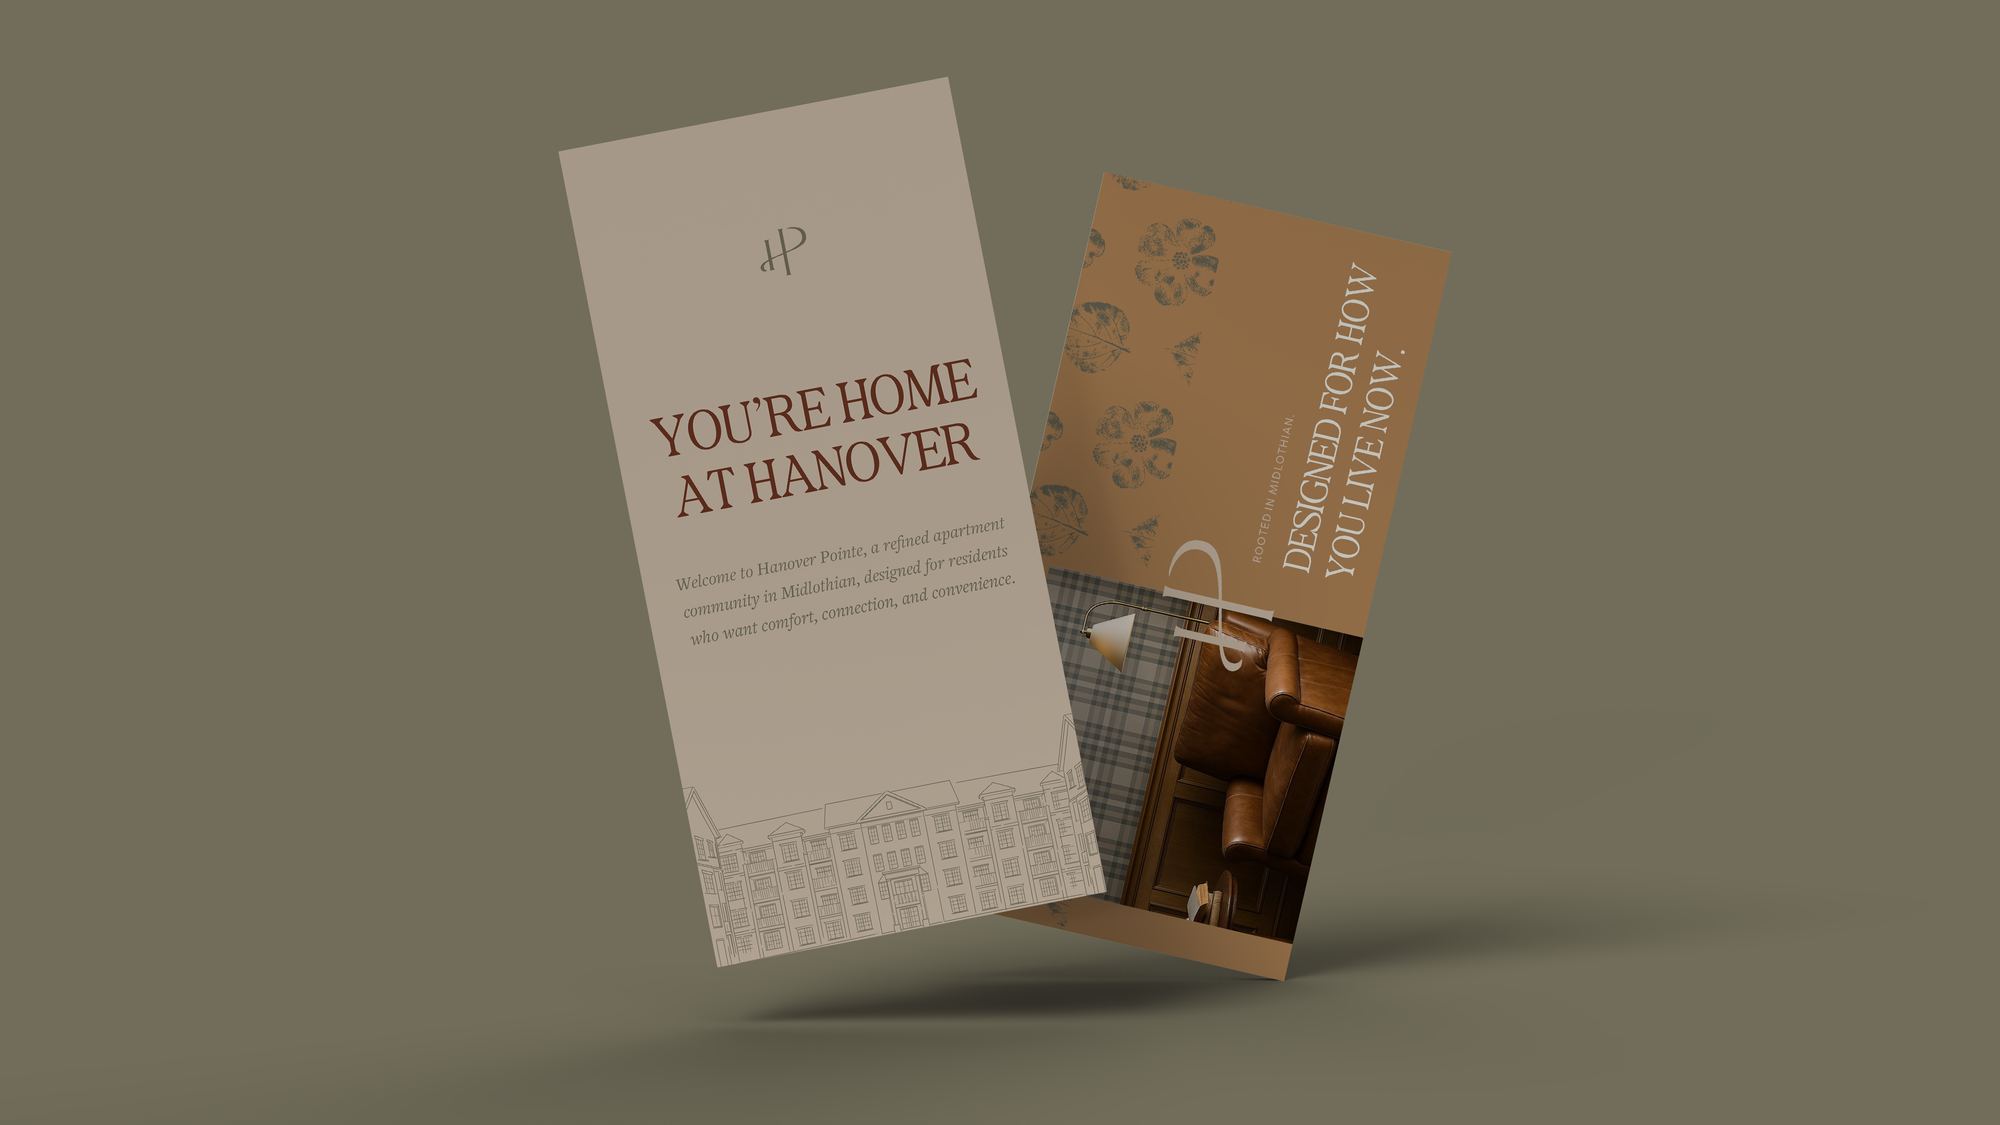 HP
YOU’RE HOME
AT HANOVER
Welcome to Hanover Pointe, a refined apartment
community in Midlothian, designed for residents
who want comfort, connection, and convenience.
HP
ROOTED IN MIDLOTHIAN.
DESIGNED FOR HOW
YOU LIVE NOW.